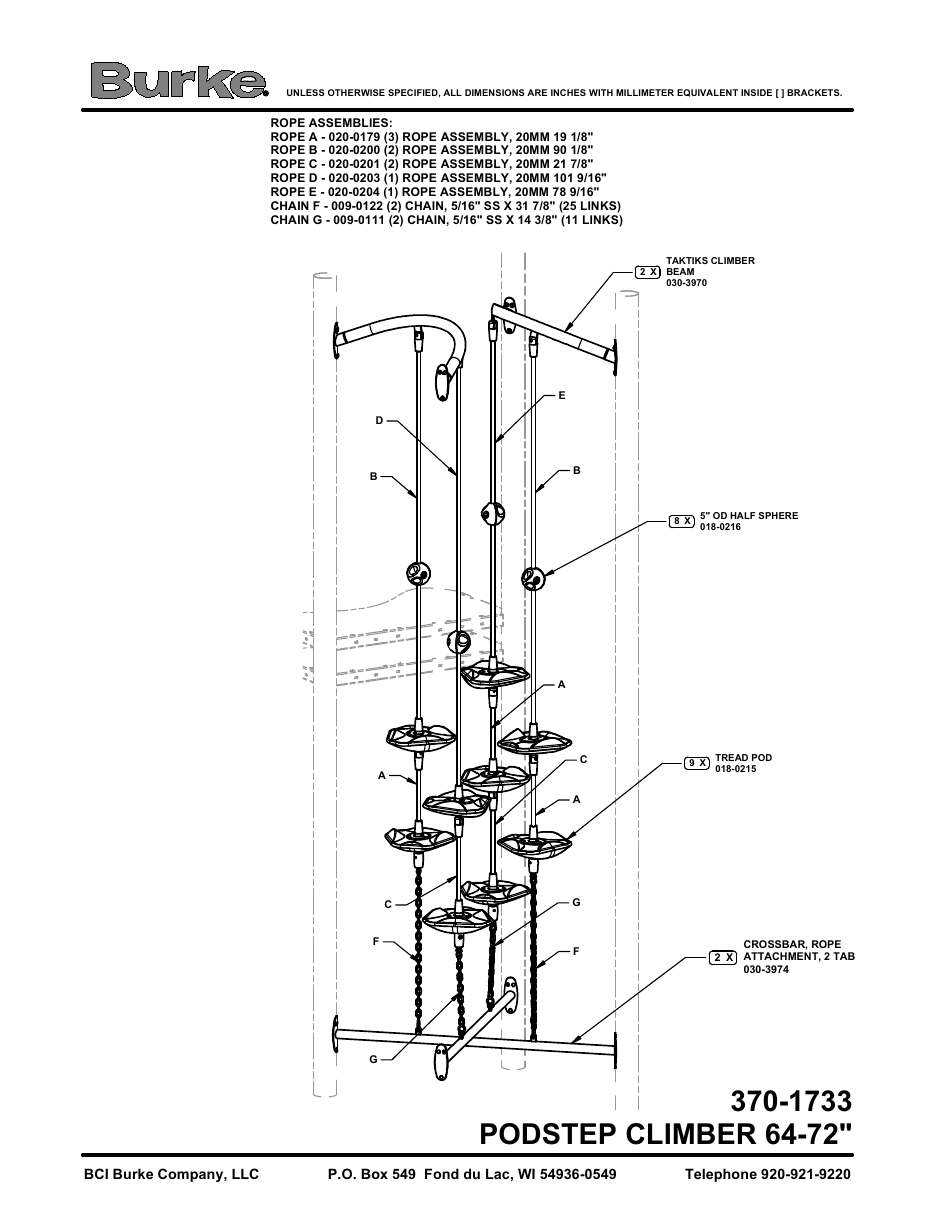 Burke
UNLESS OTHERWISE SPECIFIED, ALL DIMENSIONS ARE INCHES WITH MILLIMETER EQUIVALENT INSIDE [ ] BRACKETS.
ROPE ASSEMBLIES:
ROPE A - 020-0179 (3) ROPE ASSEMBLY, 20MM 19 1/8"
ROPE B - 020-0200 (2) ROPE ASSEMBLY, 20MM 90 1/8"
ROPE C - 020-0201 (2) ROPE ASSEMBLY, 20MM 21 7/8"
ROPE D - 020-0203 (1) ROPE ASSEMBLY, 20MM 101 9/16"
ROPE E - 020-0204 (1) ROPE ASSEMBLY, 20MM 78 9/16"
CHAIN F - 009-0122 (2) CHAIN, 5/16" SS X 31 7/8" (25 LINKS)
CHAIN G - 009-0111 (2) CHAIN, 5/16" SS X 14 3/8" (11 LINKS)
2 X
TAKTIKS CLIMBER
BEAM
030-3970
E
D
B
B
8 X
5" OD HALF SPHERE
018-0216
A
C
9 X
TREAD POD
018-0215
A
A
C
G
F
F
2 X
CROSSBAR, ROPE
ATTACHMENT, 2 TAB
030-3974
G
370-1733
PODSTEP CLIMBER 64-72"
BCI Burke Company, LLC
P.O. Box 549 Fond du Lac, WI 54936-0549
Telephone 920-921-9220